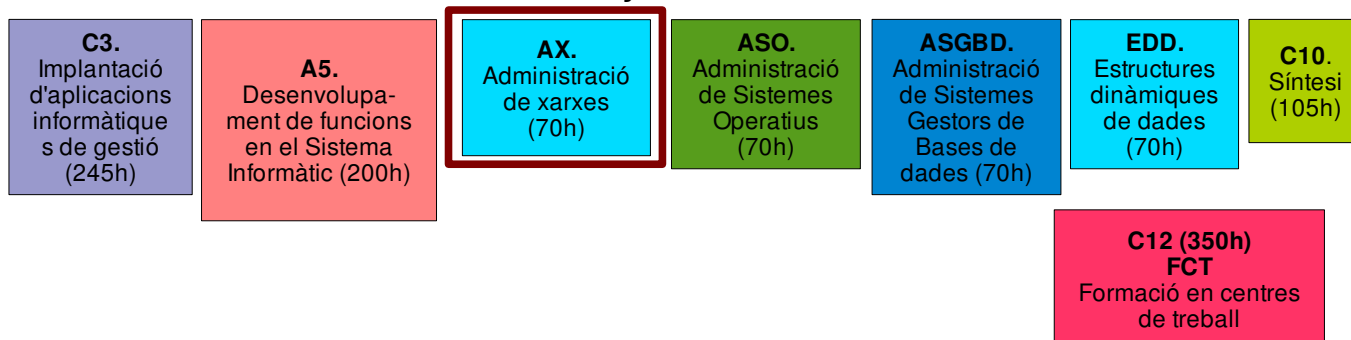 C3.
Implantació
d'aplicacions
informàtique
s de gestió
(245h)
A5.
Desenvolupa-
ment de funcions
en el Sistema
Informàtic (200h)
AX.
Administració
de xarxes
(70h)
ASO.
Administració
de Sistemes
Operatius
(70h)
ASGBD.
Administració
de Sistemes
Gestors de
Bases de
dades (70h)
EDD.
Estructures
dinàmiques
de dades
(70h)
C10.
Síntesi
(105h)
C12 (350h)
FCT
Formació en centres
de treball